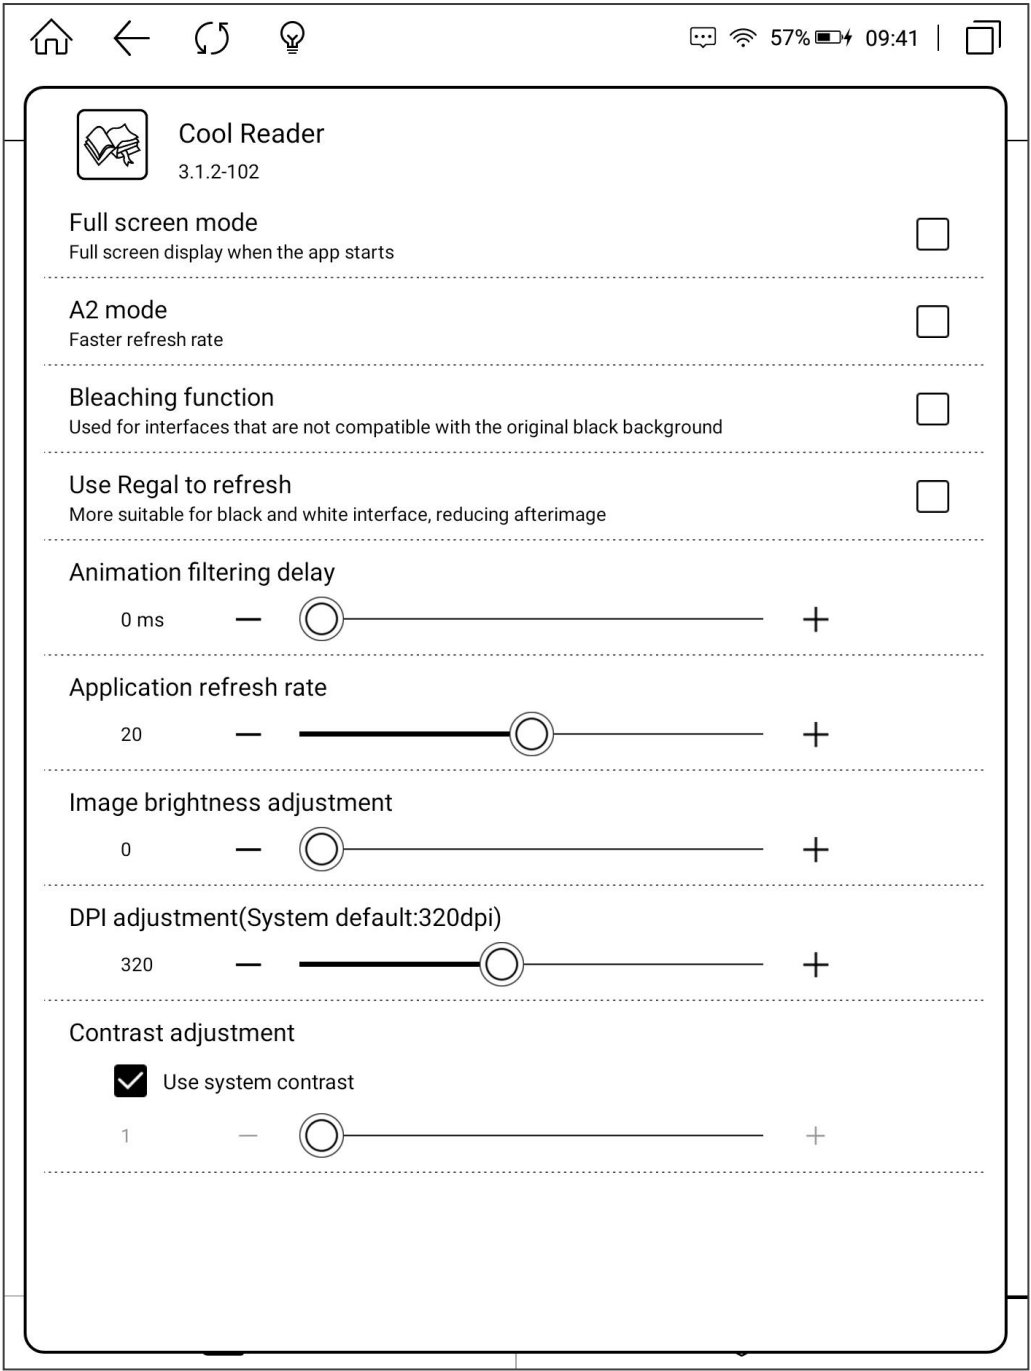 57% 09:41
Cool Reader
3.1.2-102
Full screen mode
Full screen display when the app starts
A2 mode
Faster refresh rate
Bleaching function
Used for interfaces that are not compatible with the original black background
Use Regal to refresh
More suitable for black and white interface, reducing afterimage
Animation filtering delay
0 ms
Application refresh rate
20
Image brightness adjustment
0
DPI adjustment(System default:320dpi)
320
Contrast adjustment
Use system contrast
1